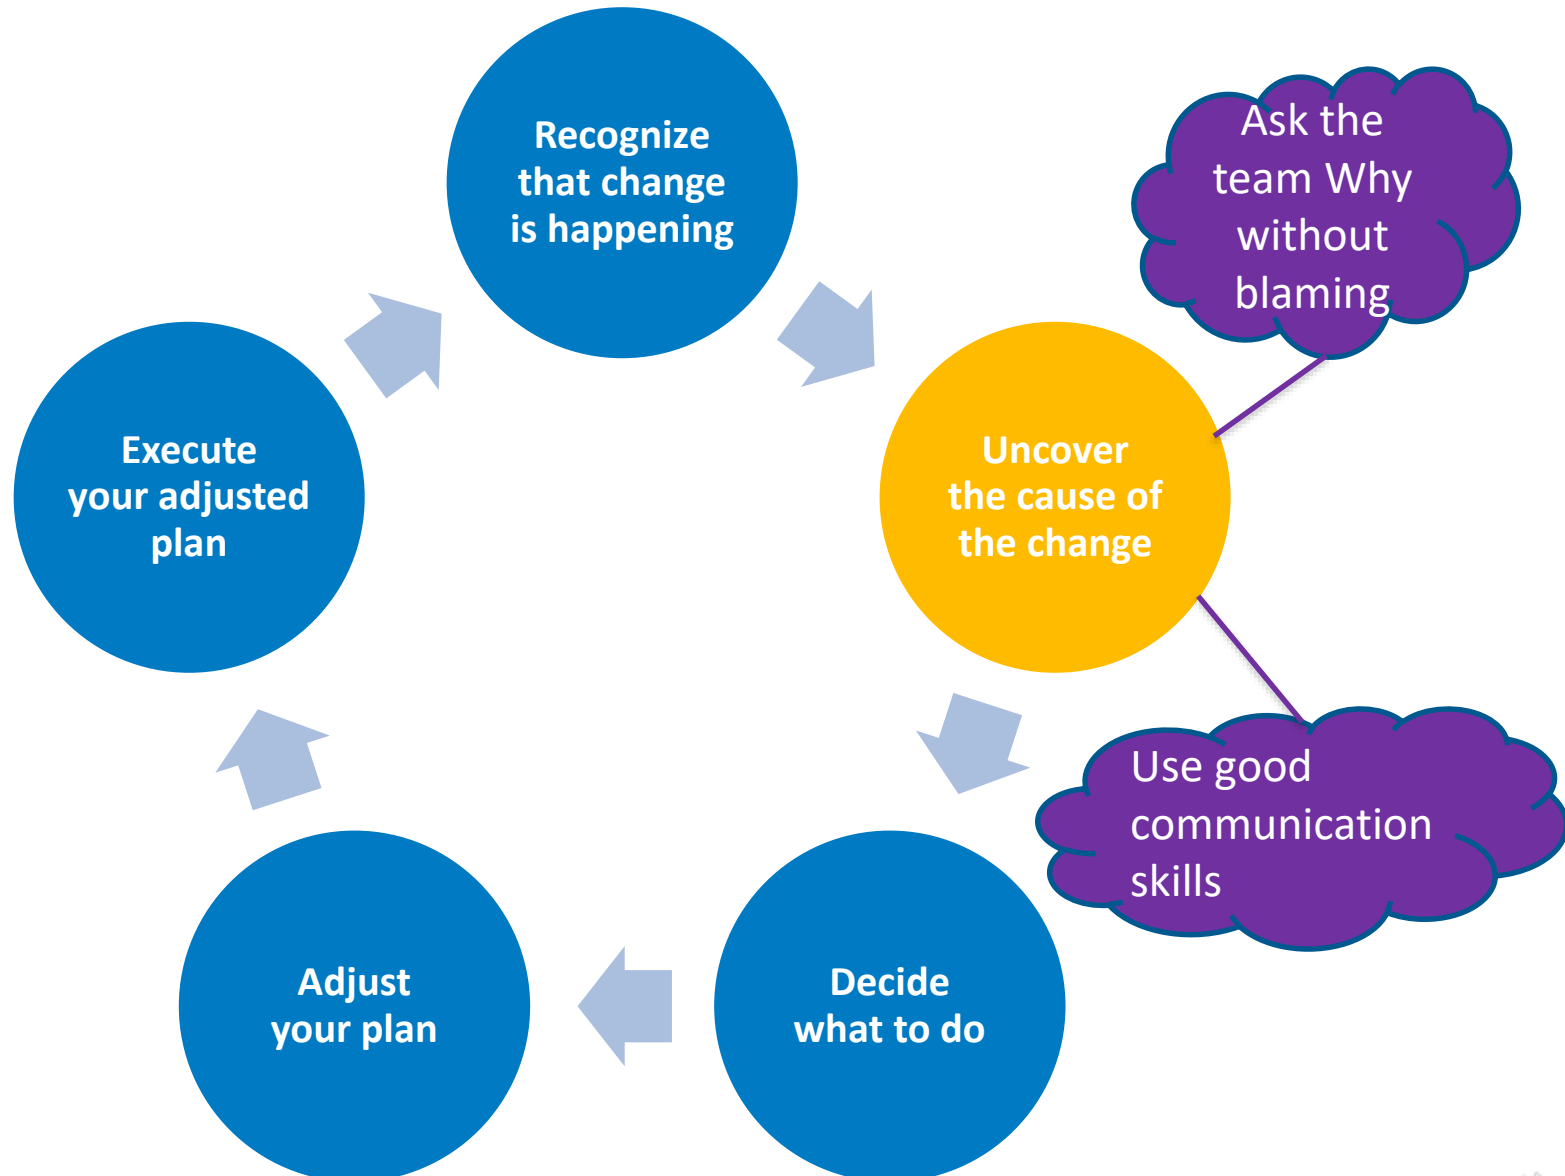 Recognize
that change
is happening
Ask the
team Why
without
blaming
Uncover
the cause of
the change
Use good
communication
skills
Decide
what to do
Adjust
your plan
Execute
your adjusted
plan